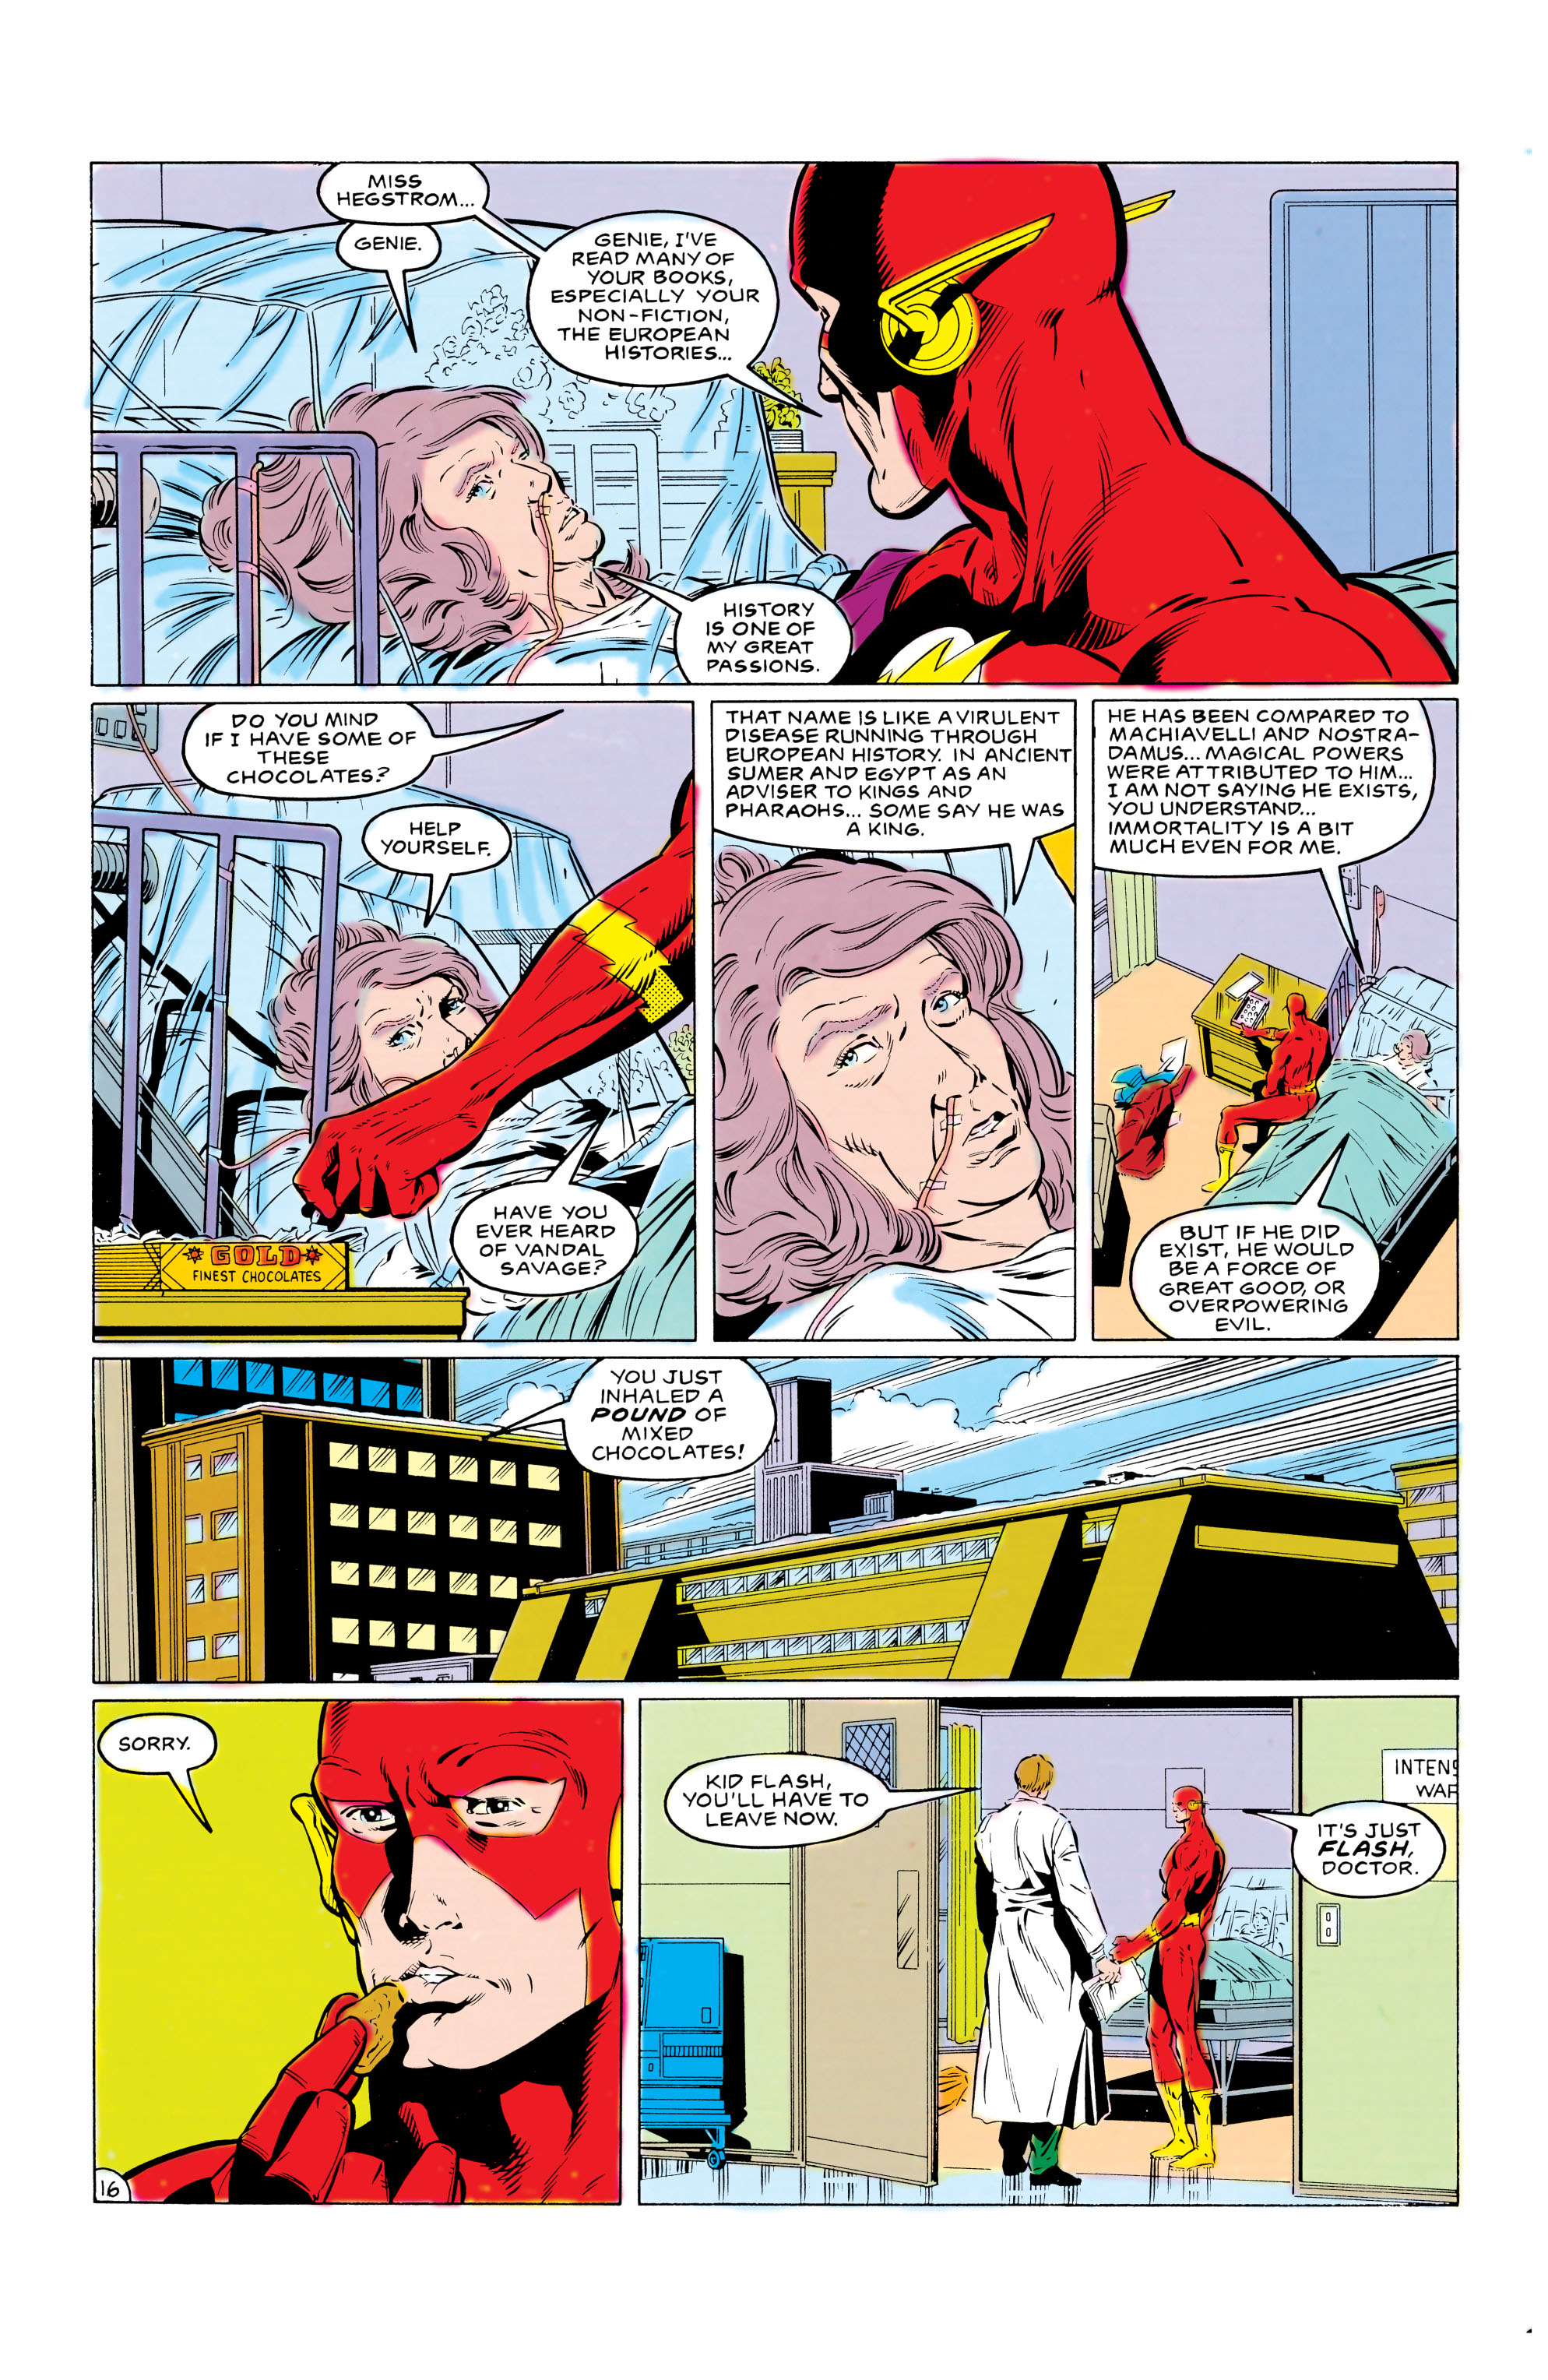 MISS
HEGSTROM...
GENIE.
GENIE, I'VE
READ MANY OF
YOUR BOOKS,
ESPECIALLY YOUR
NON-FICTION,
THE EUROPEAN
HISTORIES...
HISTORY
IS ONE OF
MY GREAT
PASSIONS.
DO YOU MIND
IF I HAVE SOME OF
THESE
CHOCOLATES?
HELP
YOURSELF.
HAVE YOU
EVER HEARD
OF VANDAL
SAVAGE?
GOLD
FINEST CHOCOLATES
THAT NAME IS LIKE A VIRULENT
DISEASE RUNNING THROUGH
EUROPEAN HISTORY. IN ANCIENT
SUMER AND EGYPT AS AN
ADVISER TO KINGS AND
PHARAOHS... SOME SAY HE WAS
A KING.
HE HAS BEEN COMPARED TO
MACHIAVELLI AND NOSTRA-
DAMUS... MAGICAL POWERS
WERE ATTRIBUTED TO HIM...
I AM NOT SAYING HE EXISTS,
YOU UNDERSTAND...
IMMORTALITY IS A BIT
MUCH EVEN FOR ME.
BUT IF HE DID
EXIST, HE WOULD
BE A FORCE OF
GREAT GOOD, OR
OVERPOWERING
EVIL.
YOU JUST
INHALED A
POUND OF
MIXED
CHOCOLATES!
SORRY.
16
KID FLASH,
YOU'LL HAVE TO
LEAVE NOW.
INTENS
WAR
IT'S JUST
FLASH,
DOCTOR.